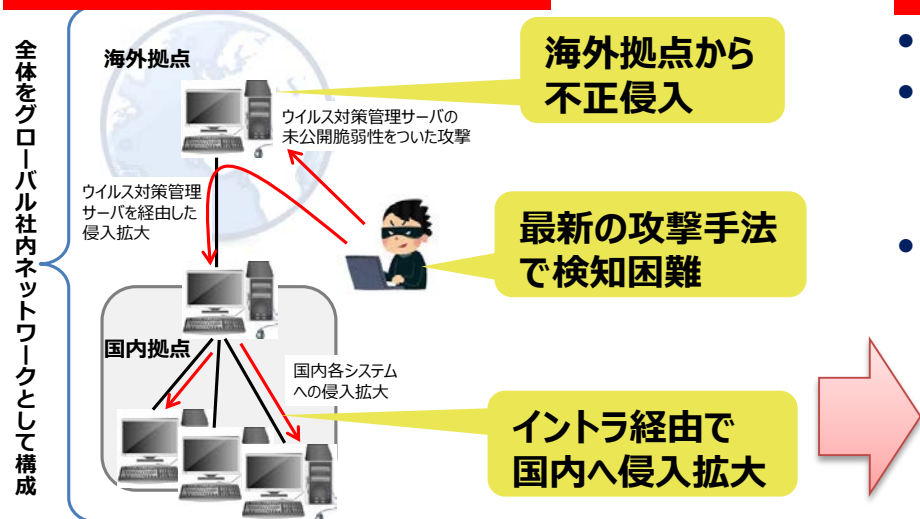 全体をグローバル社内ネットワークとして構成
海外拠点
海外拠点から
不正侵入
ウイルス対策管理サーバの
未公開脆弱性をついた攻撃
ウイルス対策管理
サーバを経由した
侵入拡大
最新の攻撃手法
で検知困難
国内拠点
国内各システム
への侵入拡大
イントラ経由で
国内へ侵入拡大